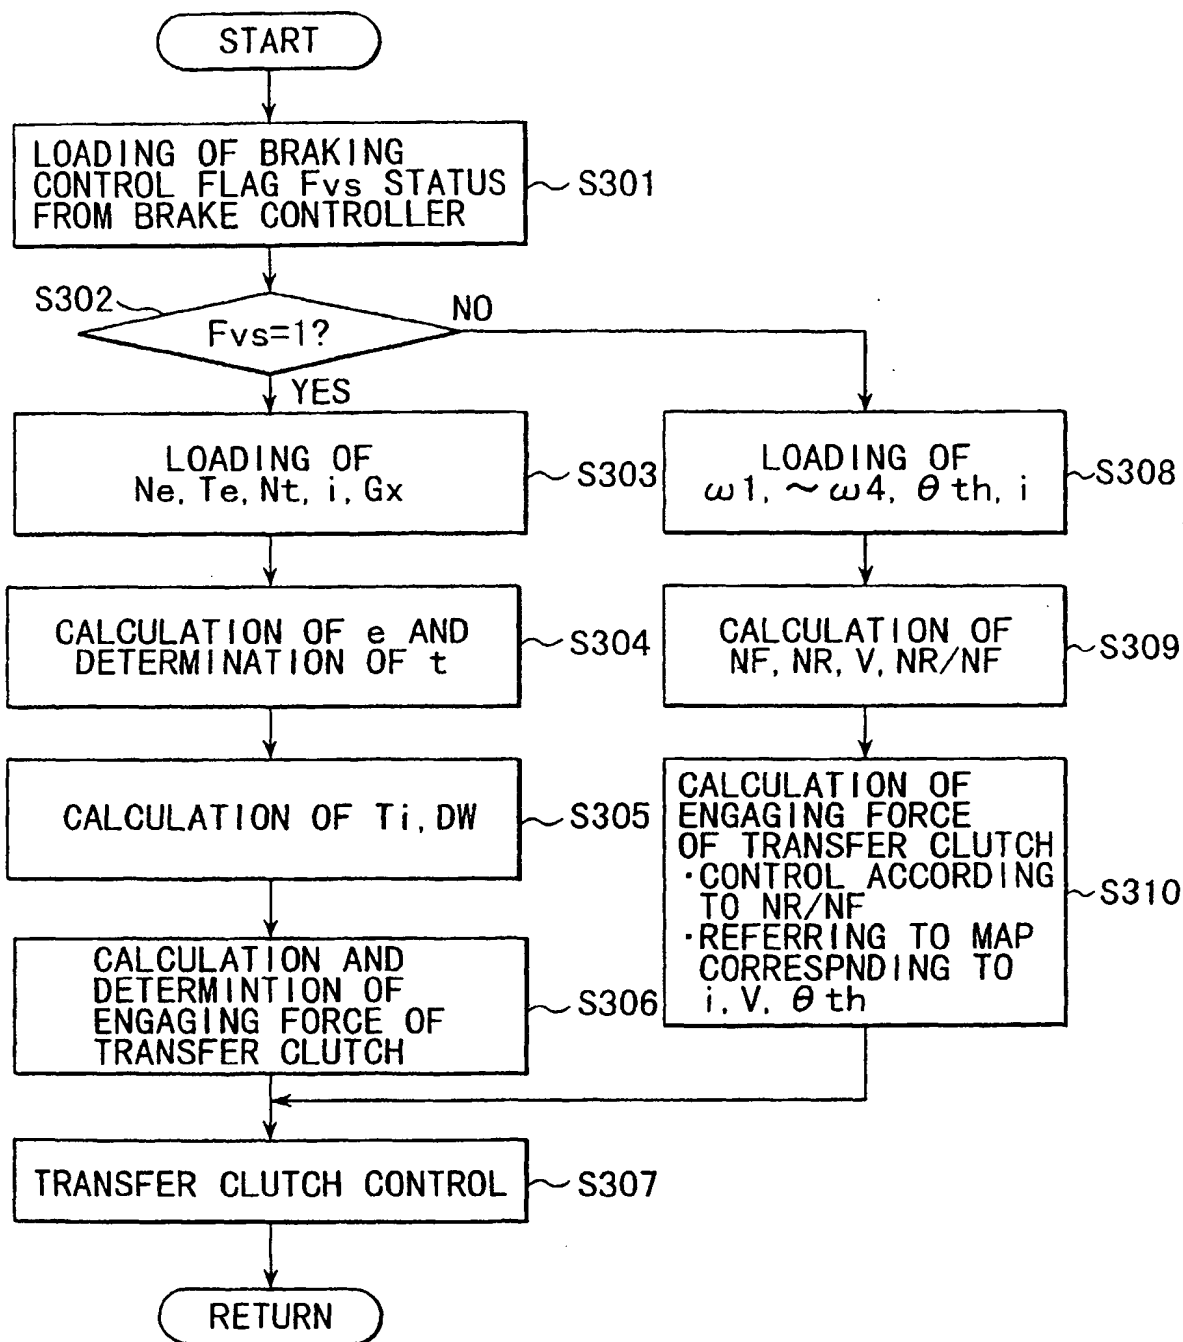 START
LOADING OF BRAKING
CONTROL FLAG Fvs STATUS
FROM BRAKE CONTROLLER
S301
S302
Fvs=1?
NO
YES
LOADING OF
Ne, Te, Nt, i, Gx
S303
CALCULATION OF e AND
DETERMINATION OF t
S304
CALCULATION OF Ti, DW
S305
CALCULATION AND
DETERMINTION OF
ENGAGING FORCE OF
TRANSFER CLUTCH
S306
LOADING OF
ω1, ~ω4, θth, i
S308
CALCULATION OF
NF, NR, V, NR/NF
S309
CALCULATION OF
ENGAGING FORCE
OF TRANSFER CLUTCH
・CONTROL ACCORDING
TO NR/NF
・REFERRING TO MAP
CORRESPNDING TO
i, V, θth
S310
TRANSFER CLUTCH CONTROL
S307
RETURN